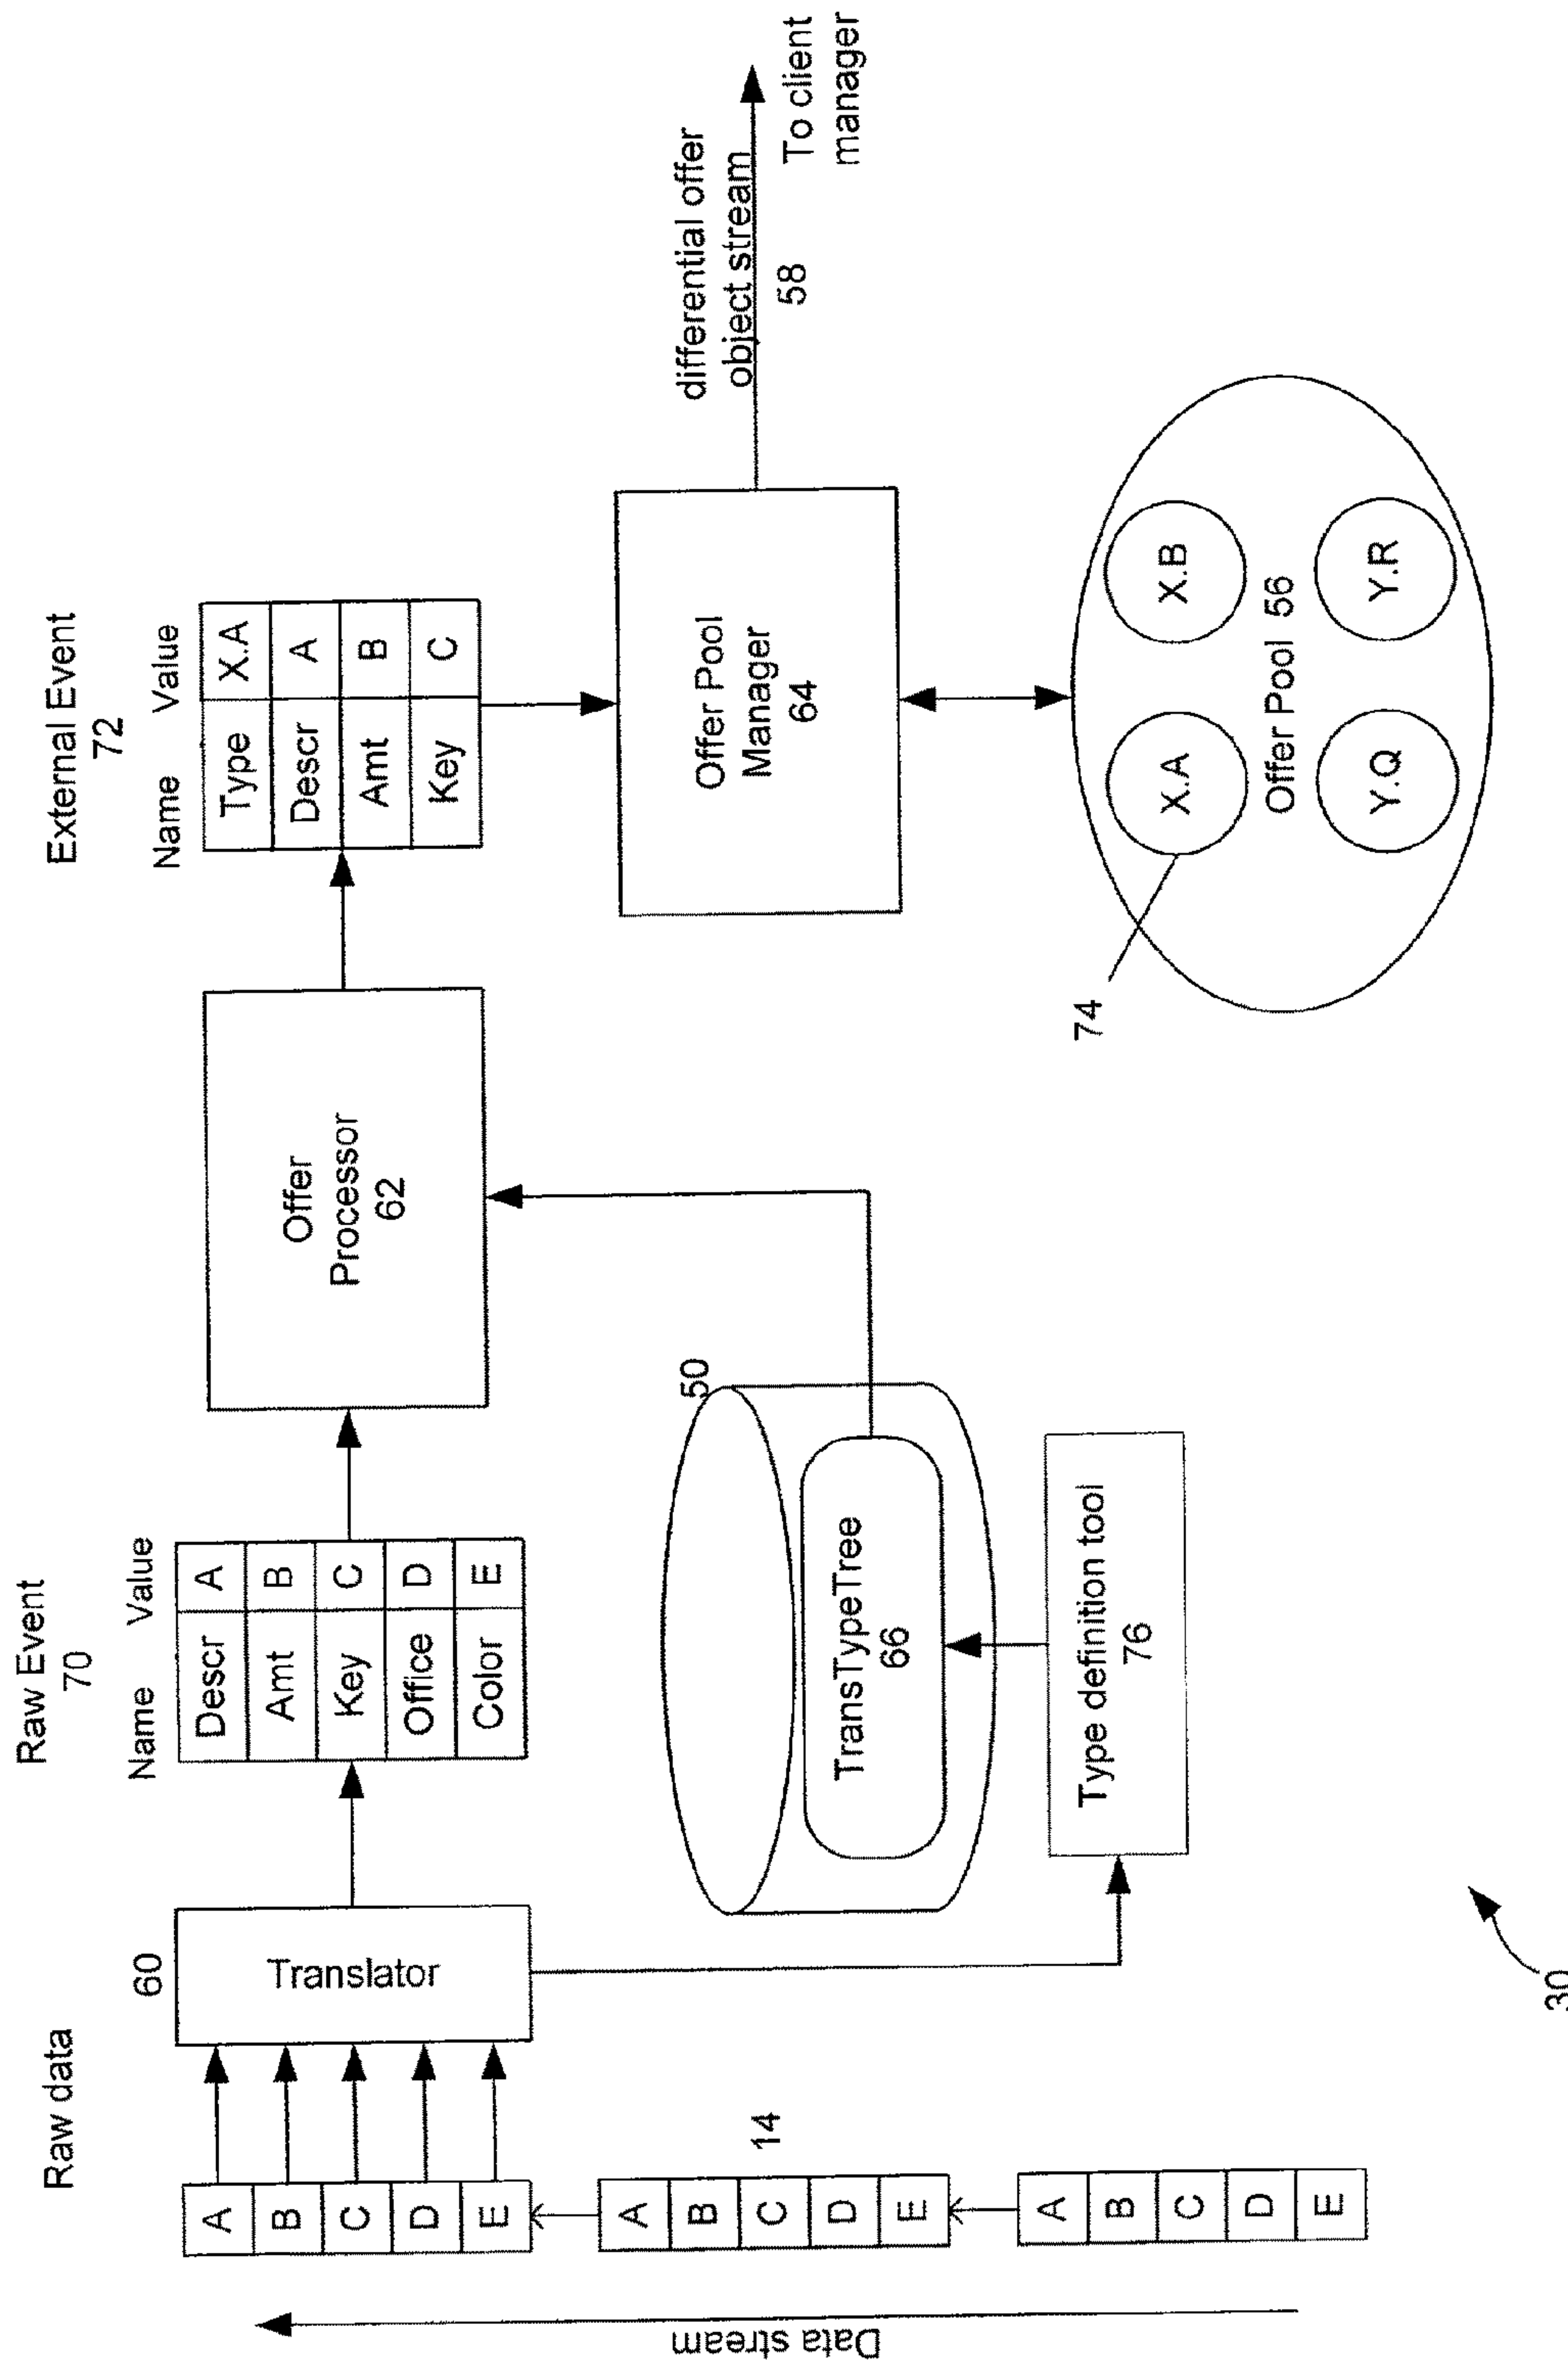 Data stream
Raw data
A
B
C
D
E
14
A
B
C
D
E
A
B
C
D
E
60
Translator
Raw Event
70
Name Value
Descr A
Amt B
Key C
Office D
Color E
50
TransTypeTree
66
Type definition tool
76
30
Offer
Processor
62
External Event
72
Name Value
Type X.A
Descr A
Amt B
Key C
Offer Pool
Manager
64
differential offer
object stream
58
To client
manager
74
X.A
X.B
Offer Pool 56
Y.Q
Y.R